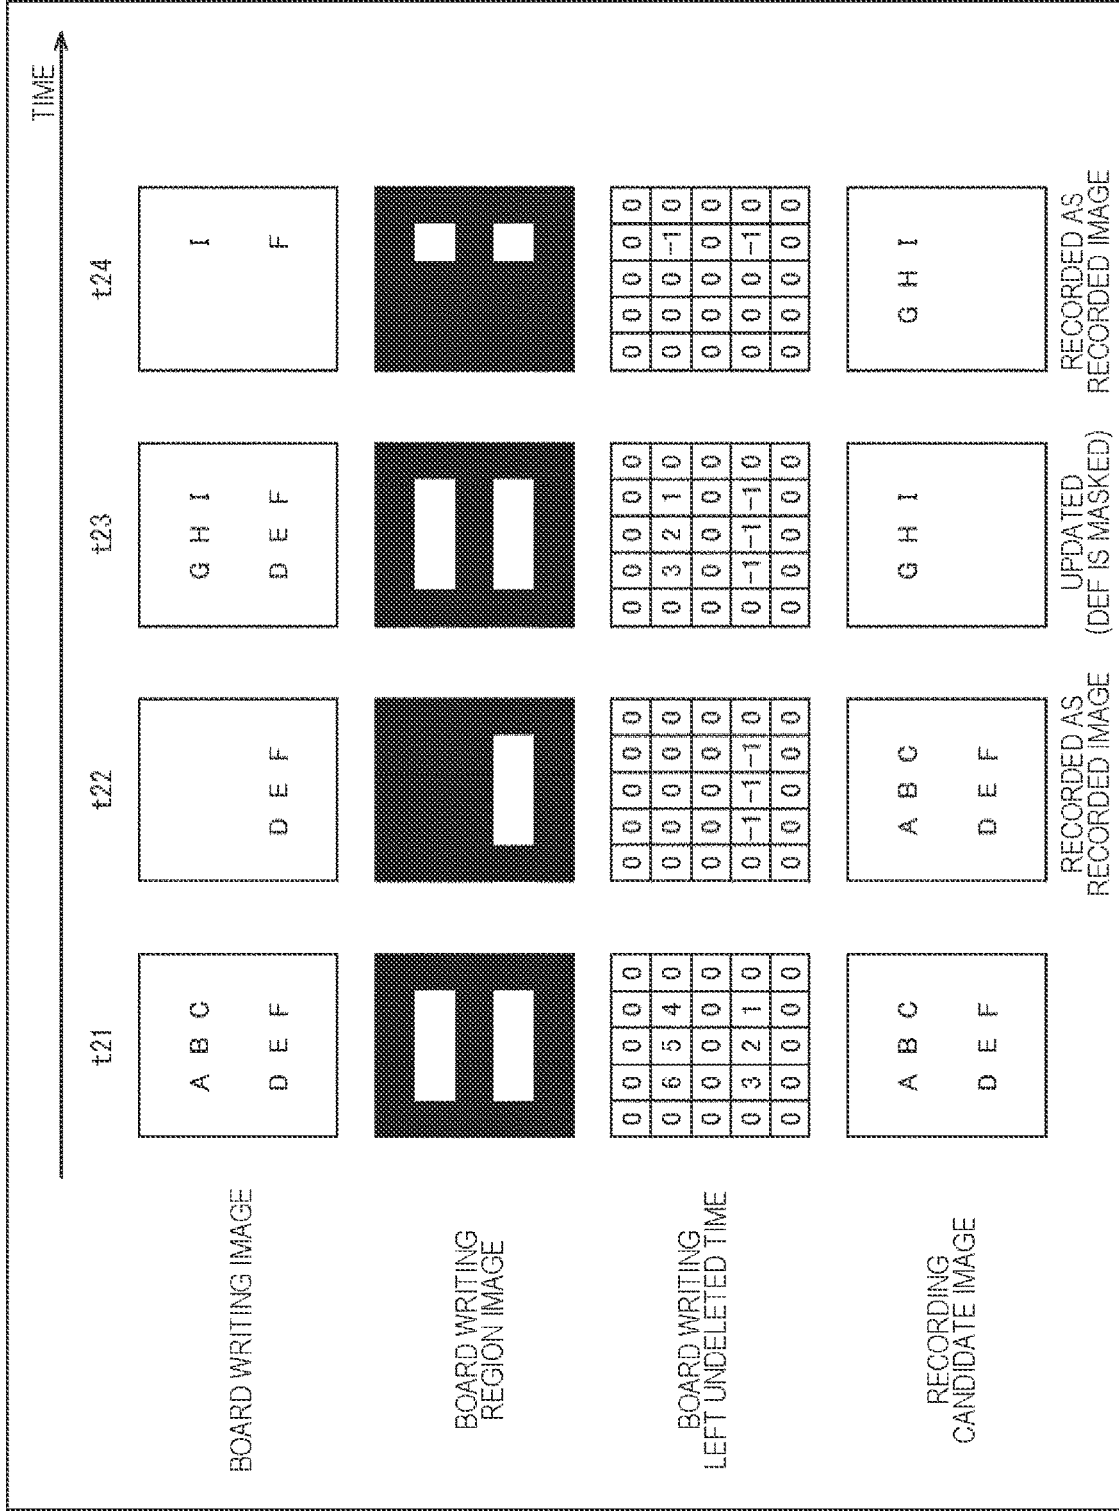 TIME
t21 t22 t23 t24
BOARD WRITING IMAGE
A B C G H I I
D E F D E F D E F F
BOARD WRITING
REGION IMAGE
BOARD WRITING
LEFT UNDELETED TIME
0 0 0 0 0 0 0 0 0 0 0 0 0 0 0 0 0 0 0 0
0 6 5 4 0 0 0 0 0 0 0 3 2 1 0 0 0 0 -1 0
0 0 0 0 0 0 0 0 0 0 0 0 0 0 0 0 0 0 0 0
0 3 2 1 0 0 -1 -1 -1 0 0 -1 -1 -1 0 0 0 0 -1 0
0 0 0 0 0 0 0 0 0 0 0 0 0 0 0 0 0 0 0 0
RECORDING
CANDIDATE IMAGE
A B C A B C G H I G H I
D E F D E F
RECORDED AS
RECORDED IMAGE
UPDATED
(DEF IS MASKED)
RECORDED AS
RECORDED IMAGE